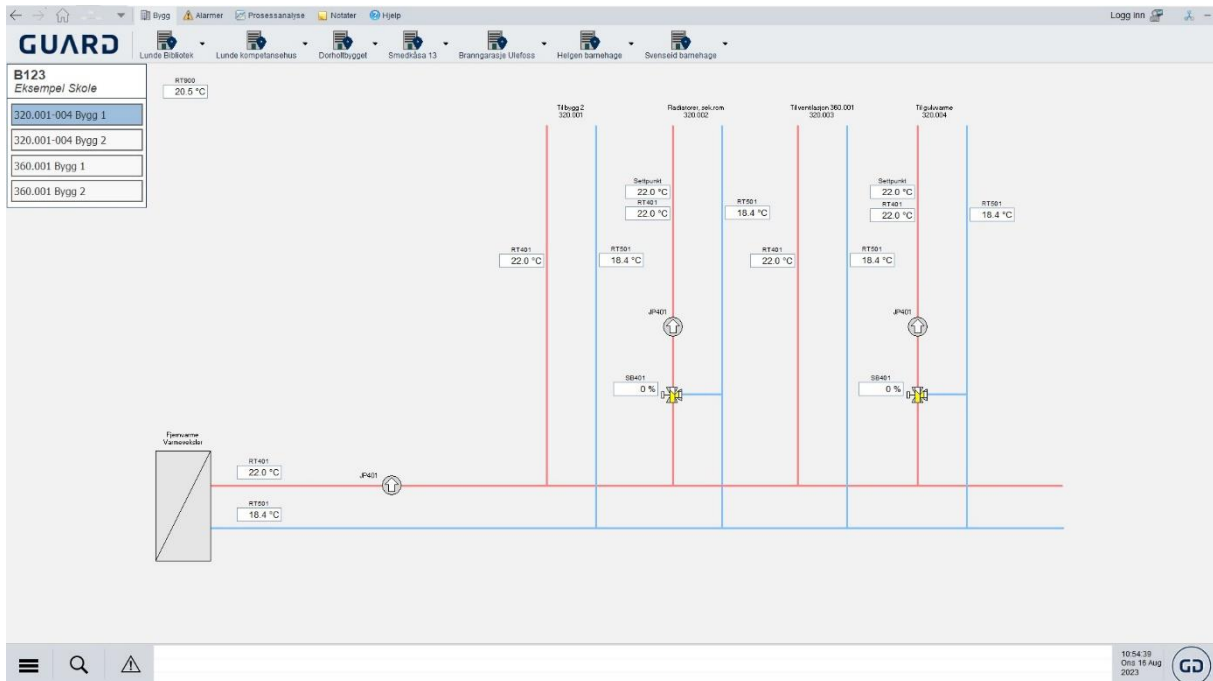 Bygg Alarmer Prosessanalyse Notater Hjelp Logg inn
GUARD
Lunde Bibliotek Lunde kompetansehus Dorholtbygget Smedkåsa 13 Branngarasje Ulefoss Helgen barnehage Svenseid barnehage
B123
Eksempel Skole
320.001-004 Bygg 1
320.001-004 Bygg 2
360.001 Bygg 1
360.001 Bygg 2
RT900
20.5 °C
Til bygg 2
320.001
Radiatorer, sek.rom
320.002
Til ventilasjon 360.001
320.003
Til gulvvarme
320.004
Settpunkt
22.0 °C
RT401
22.0 °C
RT501
18.4 °C
Settpunkt
22.0 °C
RT401
22.0 °C
RT501
18.4 °C
RT401
22.0 °C
RT501
18.4 °C
RT401
22.0 °C
RT501
18.4 °C
JP401
JP401
SB401
0 %
SB401
0 %
Fjernvarme
Varmeveksler
RT401
22.0 °C
JP401
RT501
18.4 °C
10:54:39
Ons 16 Aug
2023
GD